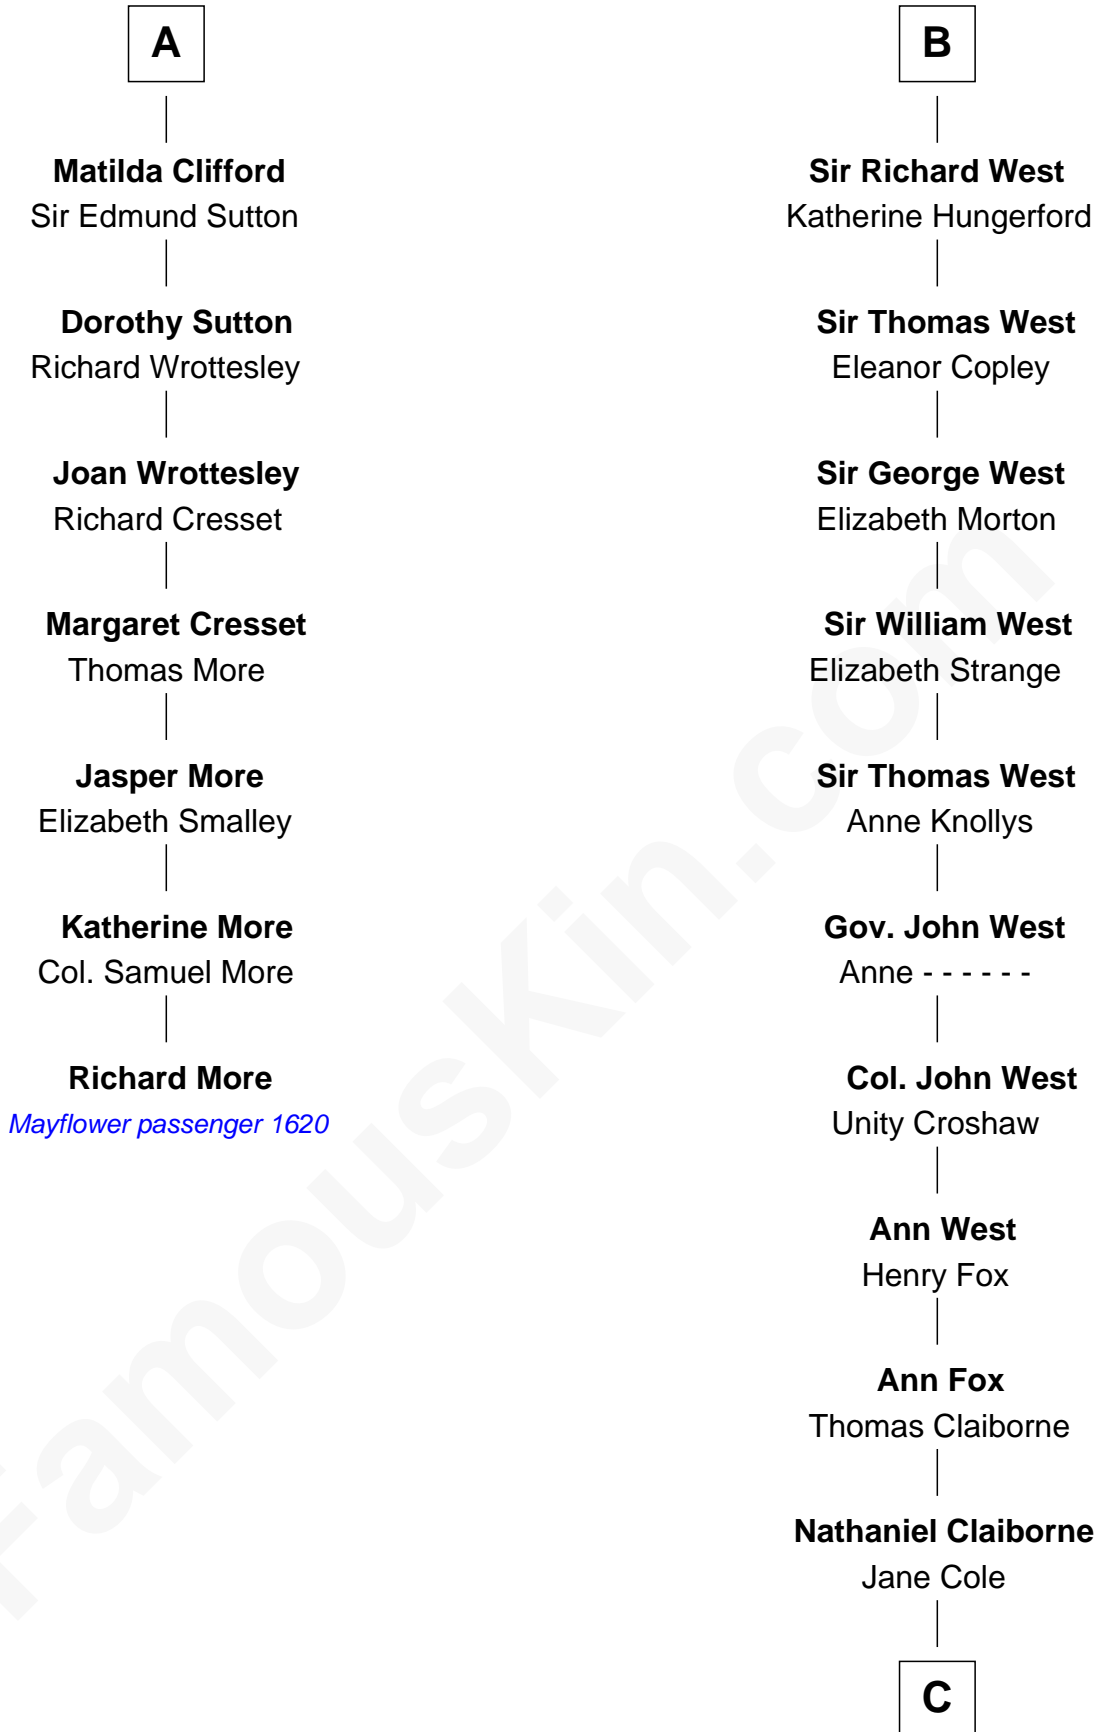 A
Matilda Clifford
Sir Edmund Sutton
Dorothy Sutton
Richard Wrottesley
Joan Wrottesley
Richard Cresset
Margaret Cresset
Thomas More
Jasper More
Elizabeth Smalley
Katherine More
Col. Samuel More
Richard More
Mayflower passenger 1620
B
Sir Richard West
Katherine Hungerford
Sir Thomas West
Eleanor Copley
Sir George West
Elizabeth Morton
Sir William West
Elizabeth Strange
Sir Thomas West
Anne Knollys
Gov. John West
Anne - - - - - -
Col. John West
Unity Croshaw
Ann West
Henry Fox
Ann Fox
Thomas Claiborne
Nathaniel Claiborne
Jane Cole
C
FamousKin.com